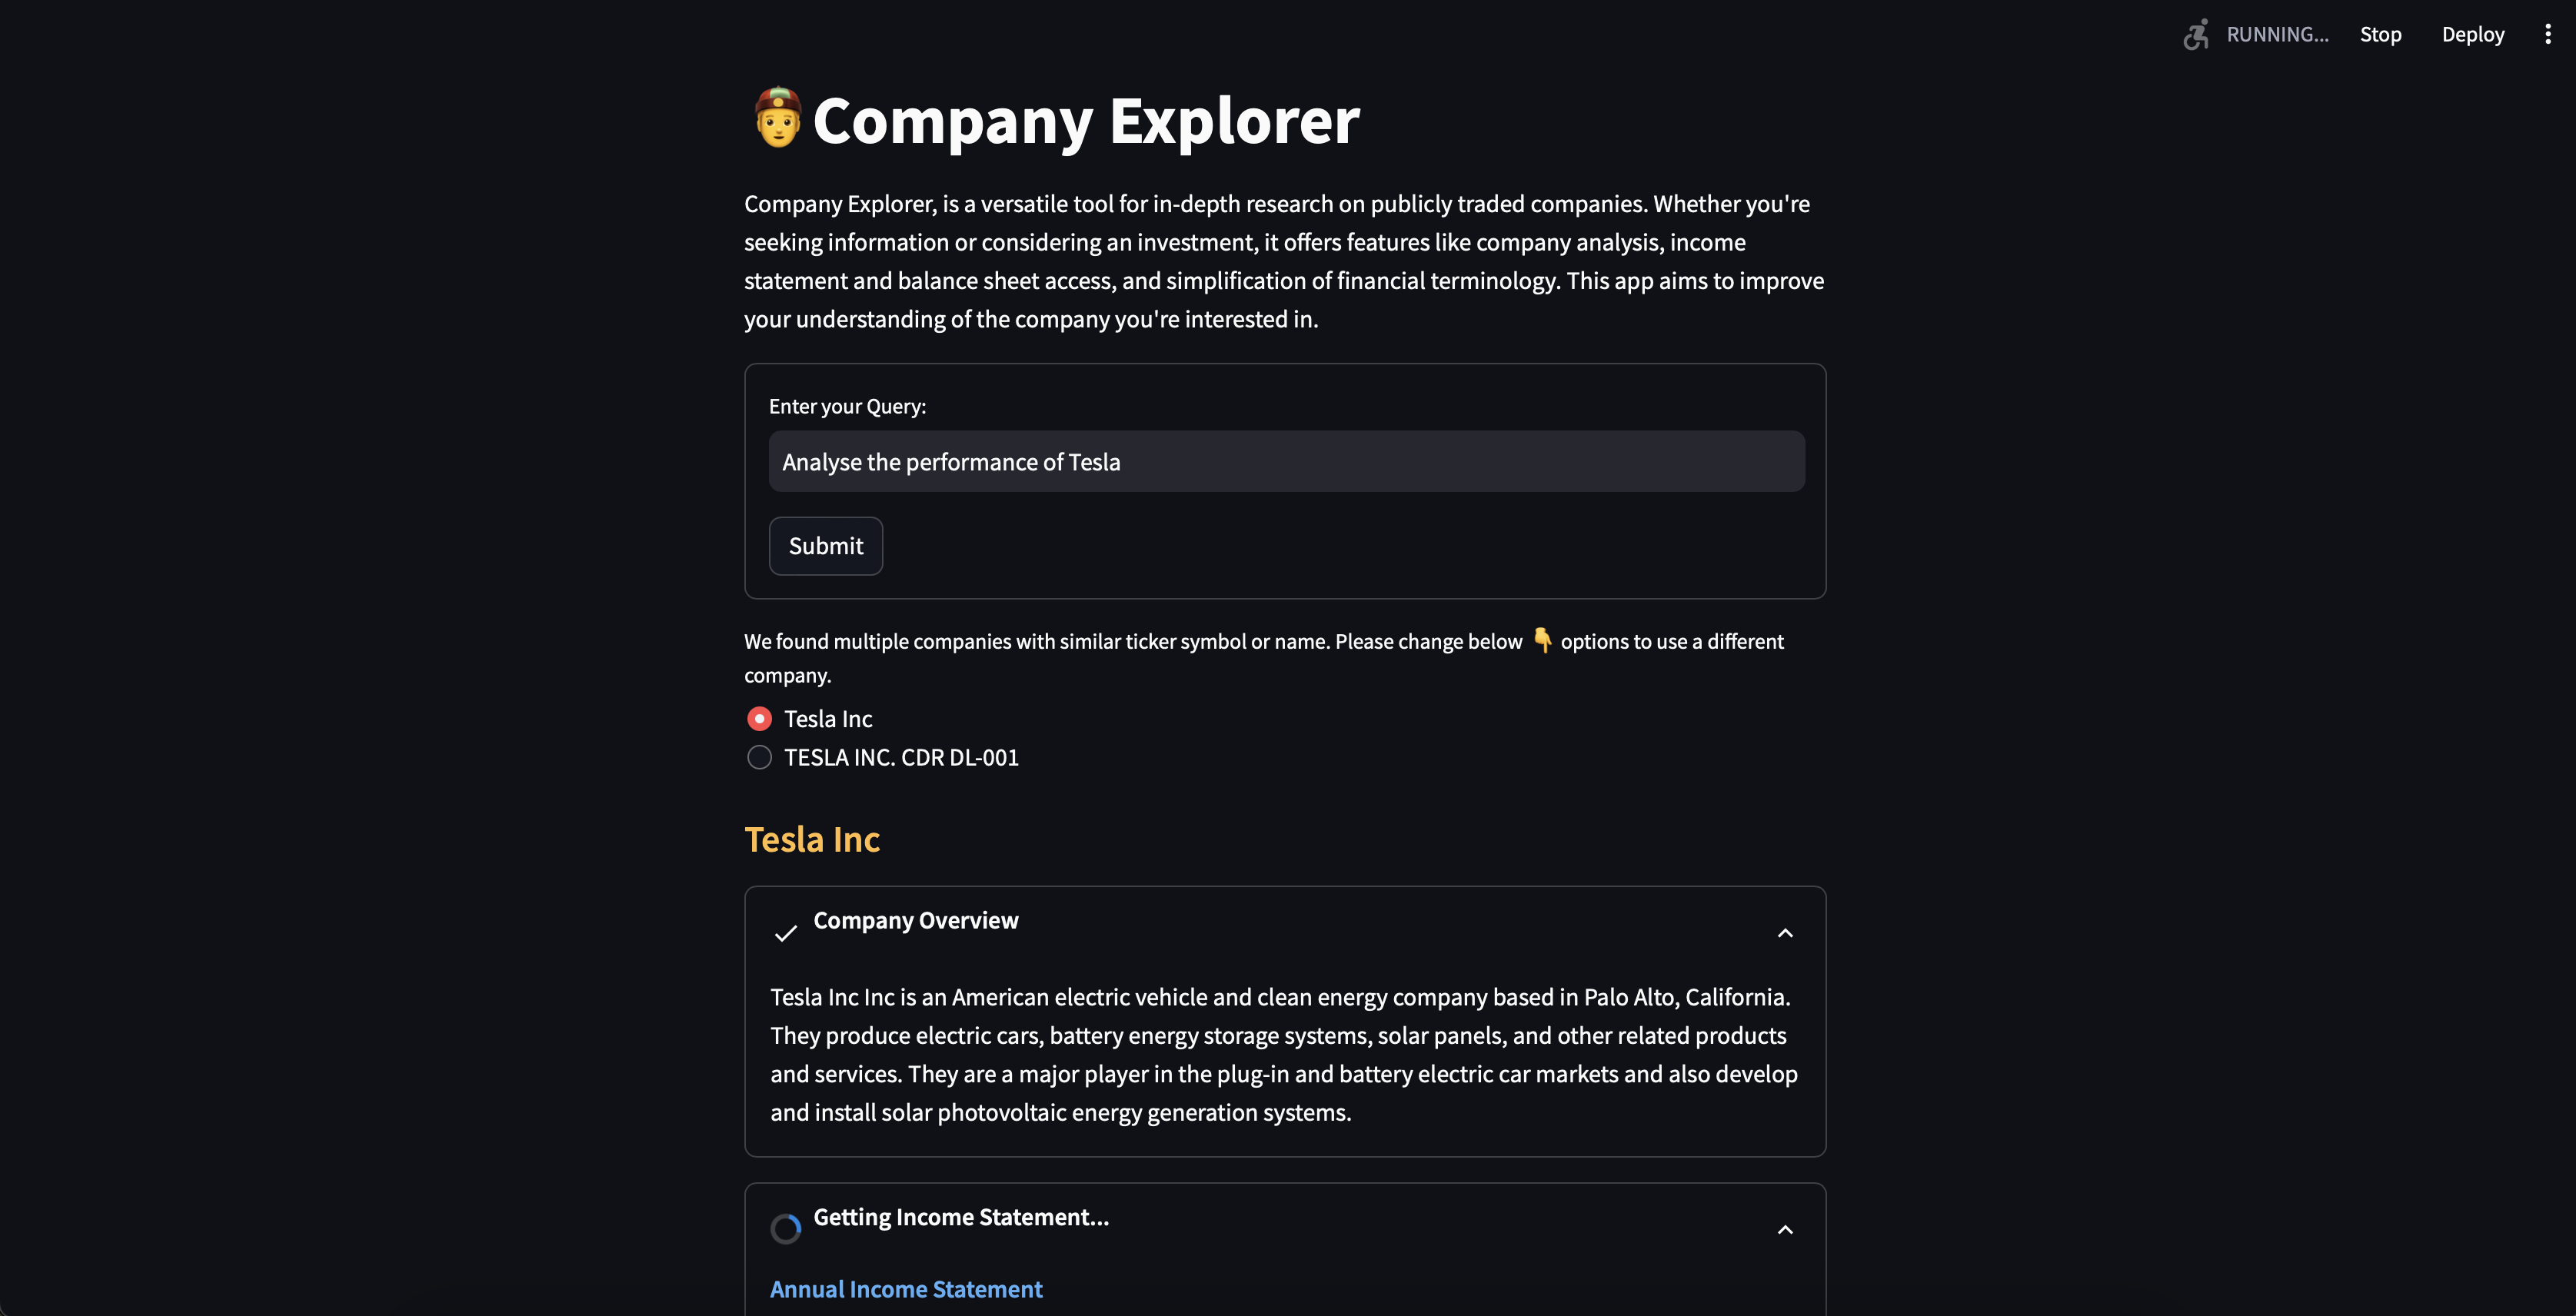 RUNNING...
Stop
Deploy
Company Explorer
Company Explorer, is a versatile tool for in-depth research on publicly traded companies. Whether you're
seeking information or considering an investment, it offers features like company analysis, income
statement and balance sheet access, and simplification of financial terminology. This app aims to improve
your understanding of the company you're interested in.
Enter your Query:
Analyse the performance of Tesla
Submit
We found multiple companies with similar ticker symbol or name. Please change below 👇 options to use a different
company.
Tesla Inc
TESLA INC. CDR DL-001
Tesla Inc
Company Overview
Tesla Inc Inc is an American electric vehicle and clean energy company based in Palo Alto, California.
They produce electric cars, battery energy storage systems, solar panels, and other related products
and services. They are a major player in the plug-in and battery electric car markets and also develop
and install solar photovoltaic energy generation systems.
Getting Income Statement...
Annual Income Statement